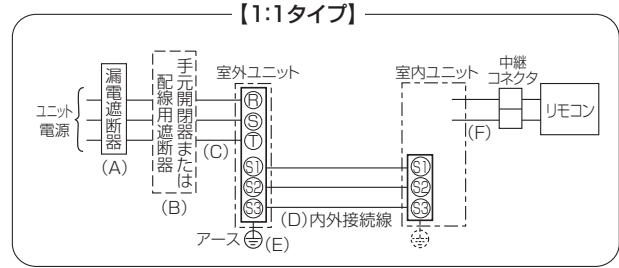 【1:1タイプ】
ユニット
電源
漏電遮断器
(A)
手元開閉器または
配線用遮断器
(B)
(C)
室外ユニット
R
S
T
S1
S2
S3
アース
(E)
(D)内外接続線
室内ユニット
S1
S2
S3
(F)
中継
コネクタ
リモコン